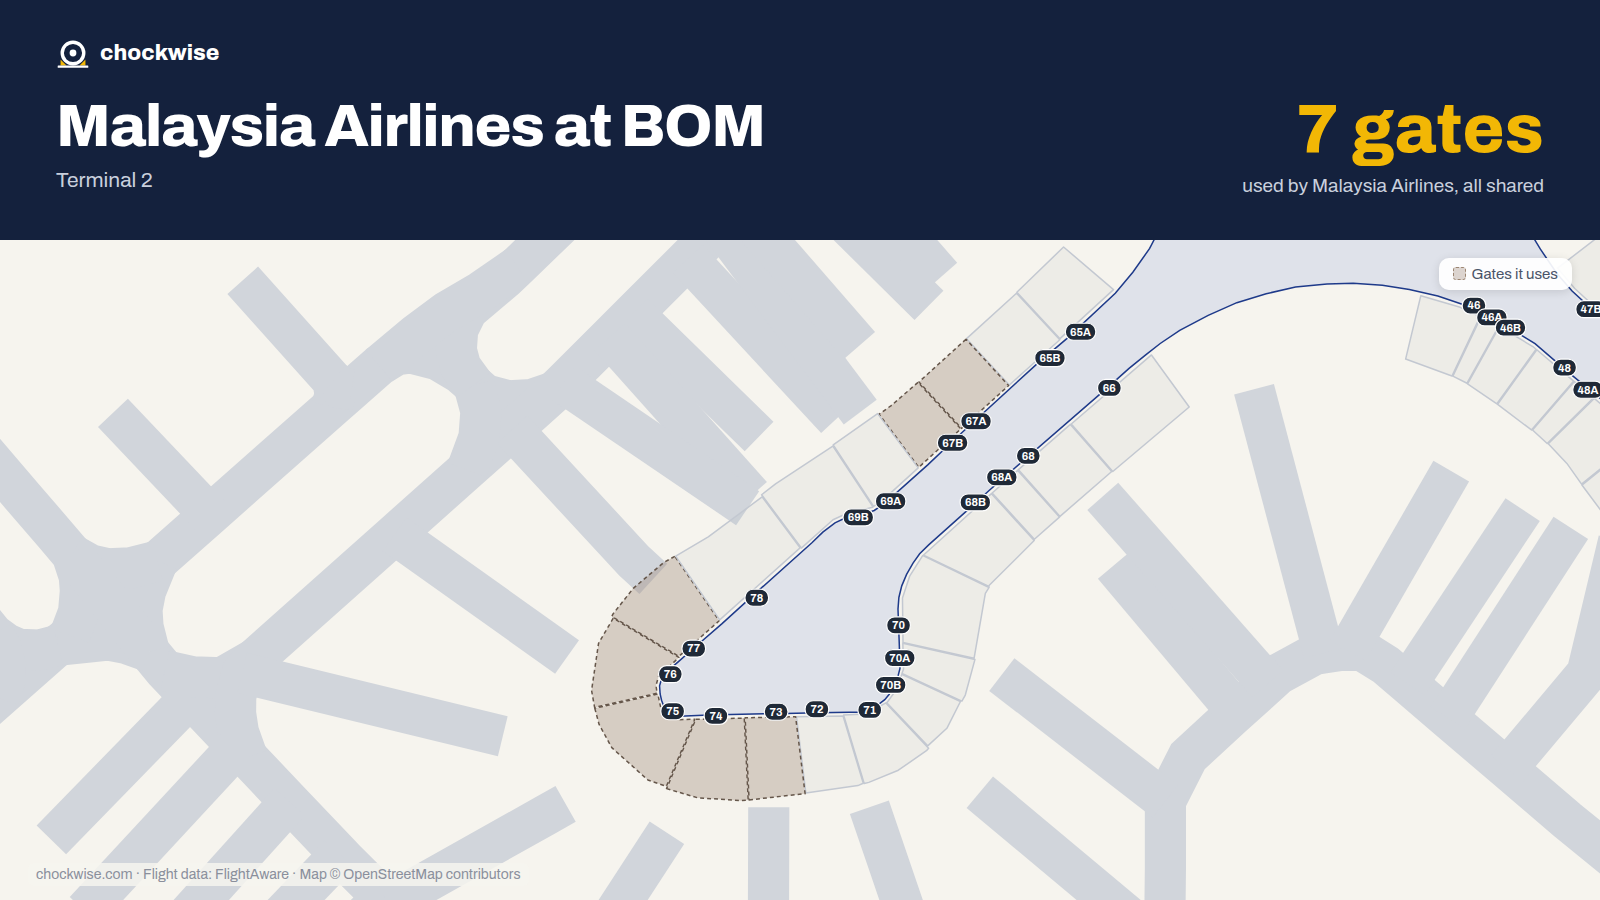 chockwise
Malaysia Airlines at BOM
Terminal 2
7 gates
used by Malaysia Airlines, all shared
Gates it uses
46
46A
46B
47B
48
48A
65A
65B
66
67A
67B
68
68A
68B
69A
69B
70
70A
70B
71
72
73
74
75
76
77
78
chockwise.com · Flight data: FlightAware · Map © OpenStreetMap contributors